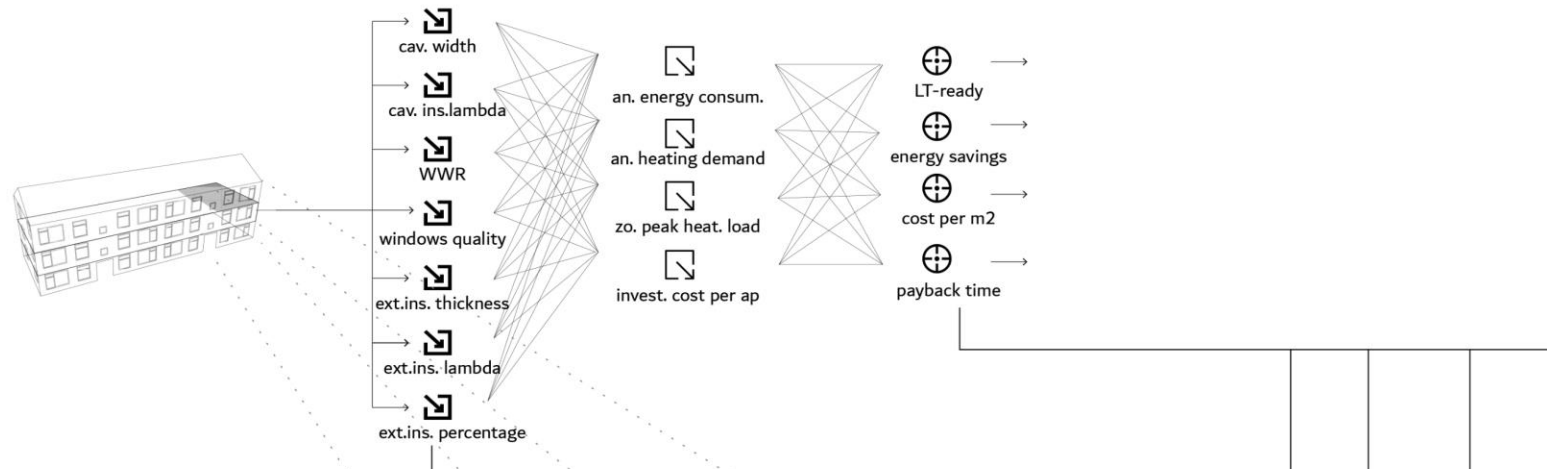 cav. width
cav. ins.lambda
WWR
windows quality
ext.ins. thickness
ext.ins. lambda
ext.ins. percentage
an. energy consum.
an. heating demand
zo. peak heat. load
invest. cost per ap
LT-ready
energy savings
cost per m2
payback time